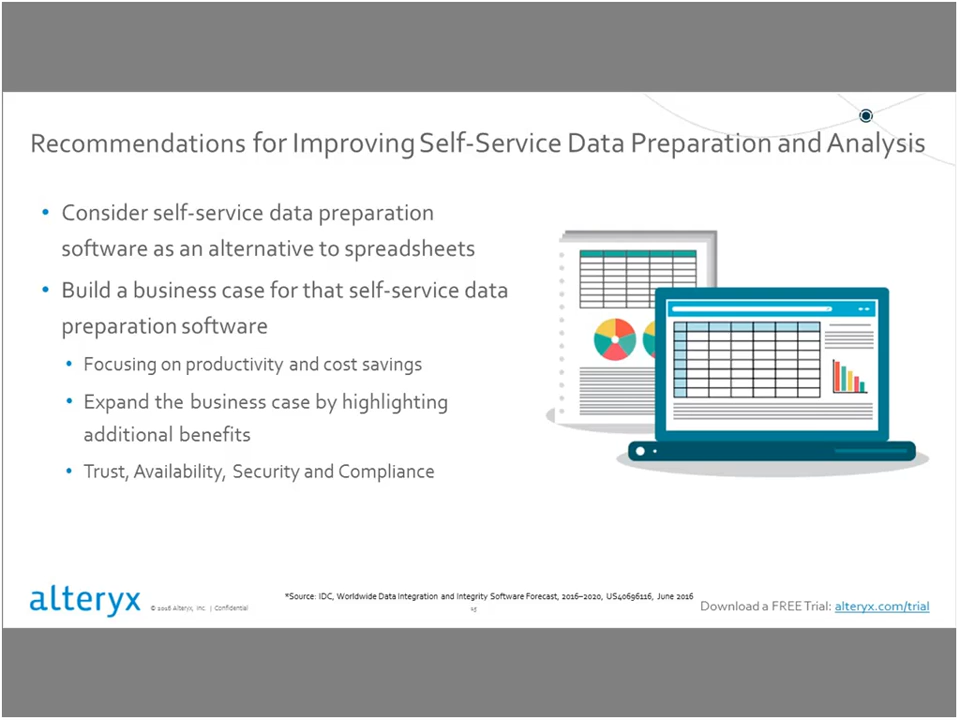 Recommendations for Improving Self-Service Data Preparation and Analysis
• Consider self-service data preparation
software as an alternative to spreadsheets
• Build a business case for that self-service data
preparation software
• Focusing on productivity and cost savings
• Expand the business case by highlighting
additional benefits
• Trust, Availability, Security and Compliance
alteryx
© 2016 Alteryx, Inc. | Confidential
*Source: IDC, Worldwide Data Integration and Integrity Software Forecast, 2016–2020, US40696116, June 2016
Download a FREE Trial: alteryx.com/trial